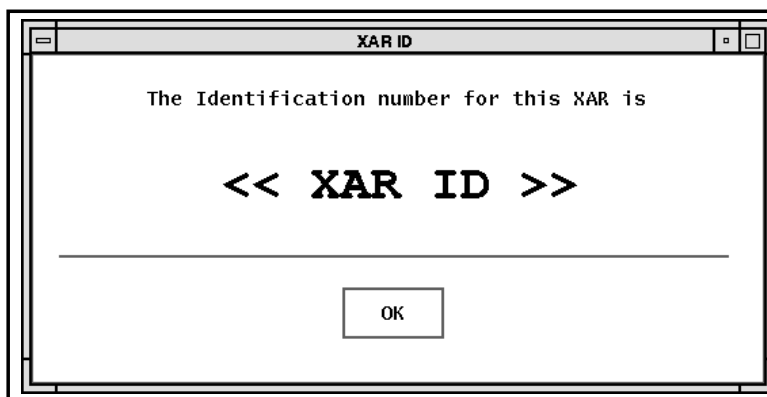 XAR ID
The Identification number for this XAR is
<< XAR ID >>
OK